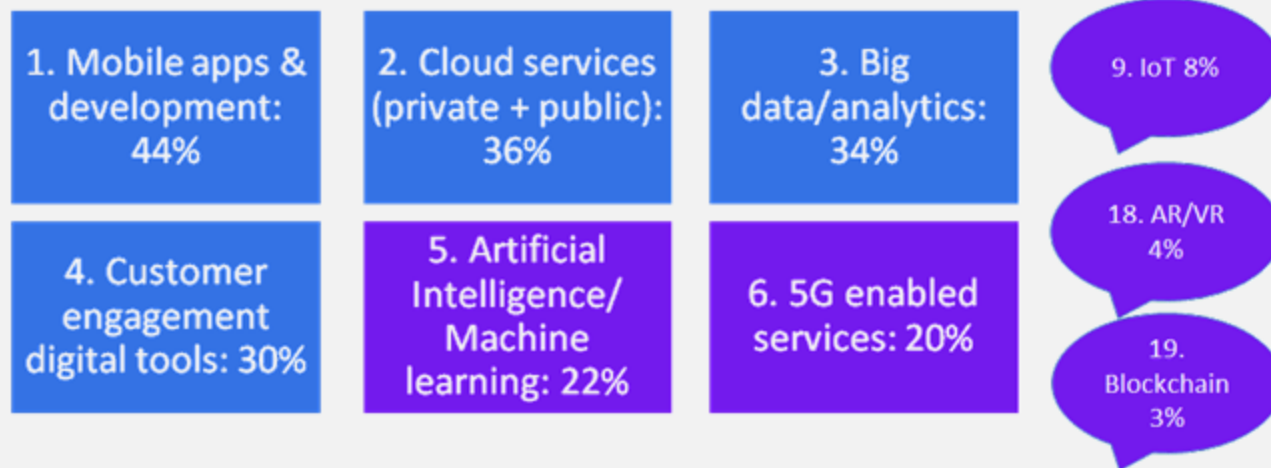 1. Mobile apps &
development:
44%
2. Cloud services
(private + public):
36%
3. Big
data/analytics:
34%
4. Customer
engagement
digital tools: 30%
5. Artificial
Intelligence/
Machine
learning: 22%
6. 5G enabled
services: 20%
9. IoT 8%
18. AR/VR
4%
19.
Blockchain
3%